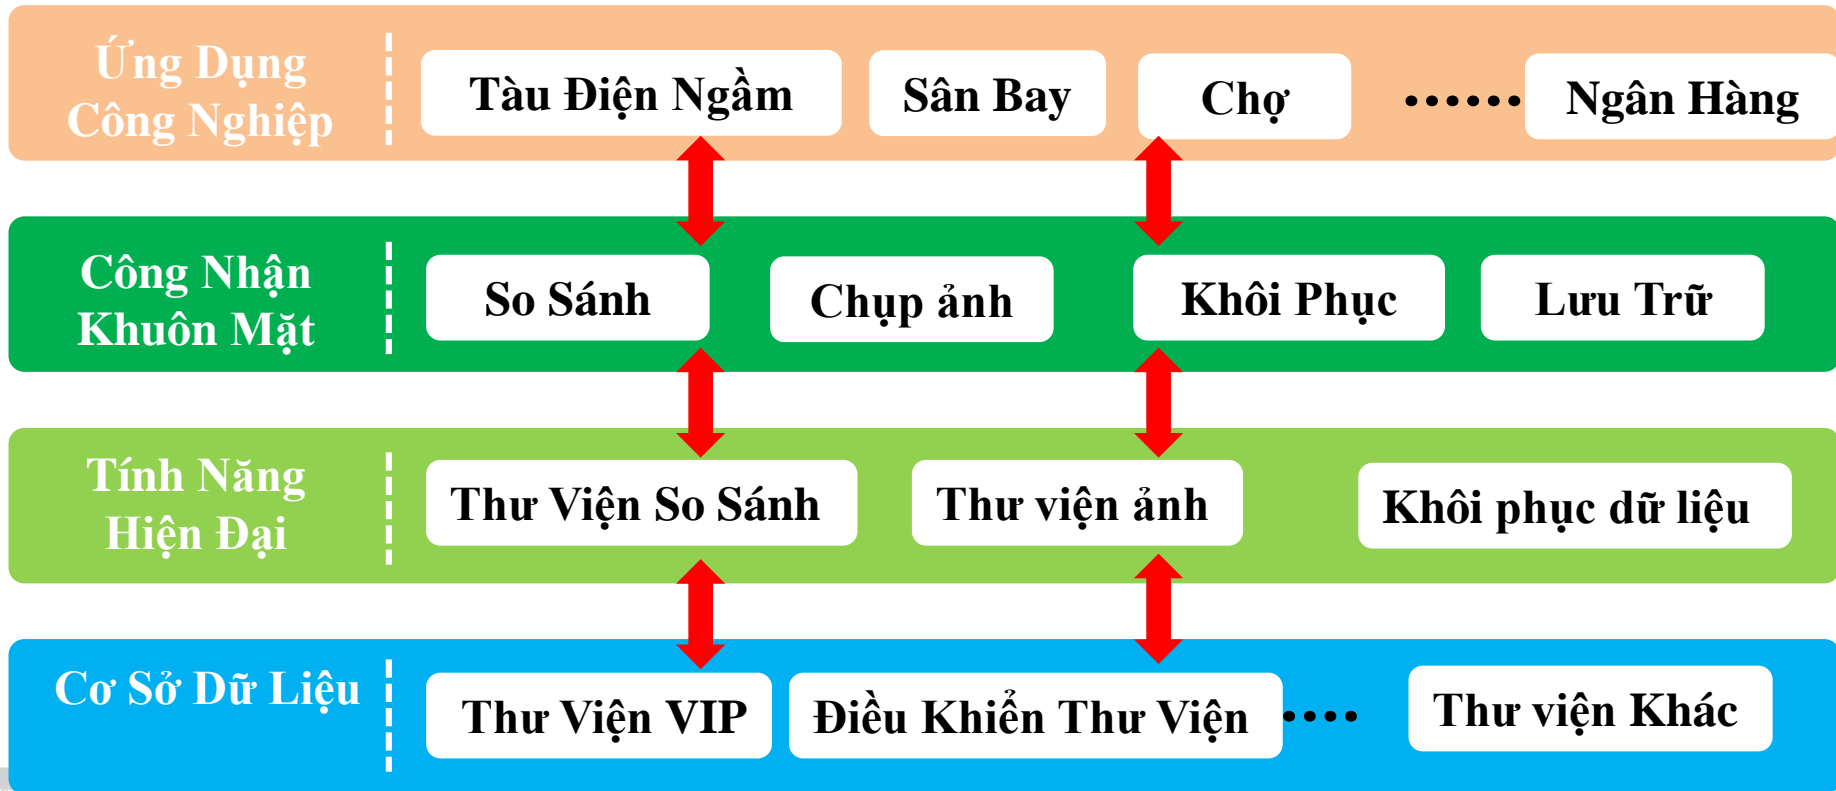 Ứng Dụng
Công Nghiệp
Tàu Điện Ngầm
Sân Bay
Chợ
......
Ngân Hàng
Công Nhận
Khuôn Mặt
So Sánh
Chụp ảnh
Khôi Phục
Lưu Trữ
Tính Năng
Hiện Đại
Thư Viện So Sánh
Thư viện ảnh
Khôi phục dữ liệu
Cơ Sở Dữ Liệu
Thư Viện VIP
Điều Khiển Thư Viện
....
Thư viện Khác